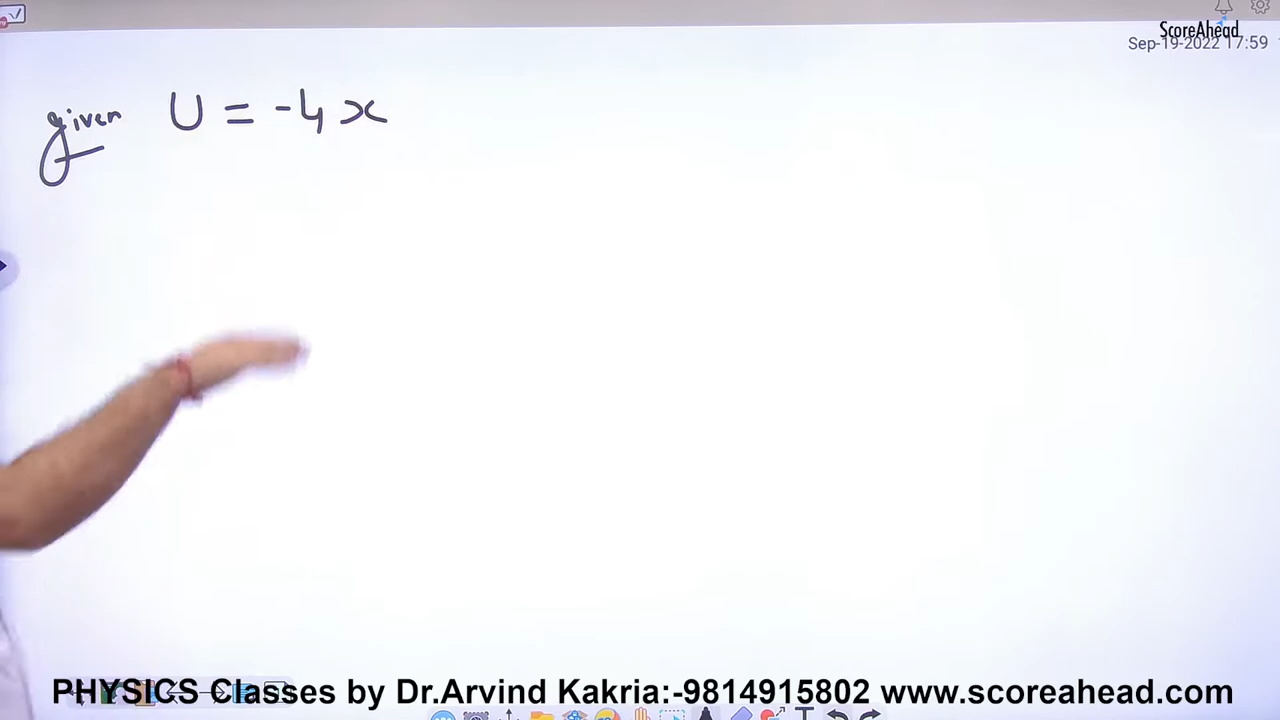 ScoreAhead
Sep-19-2022 17:59
given U = -4x
PHYSICS Classes by Dr.Arvind Kakria:-9814915802 www.scoreahead.com